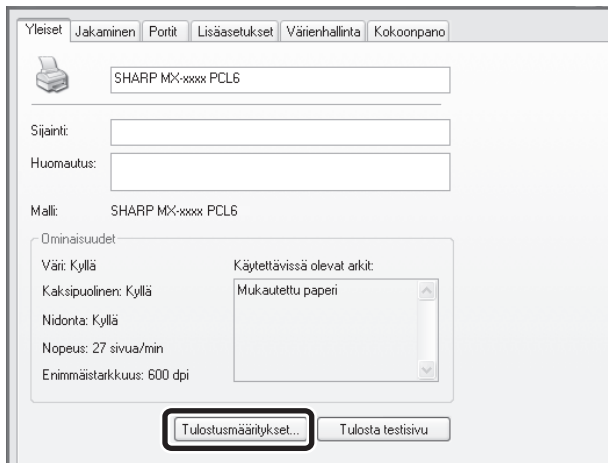 Yleiset Jakaminen Portit Lisäasetukset Värienhallinta Kokoonpano
SHARP MX-xxxx PCL6
Sijainti:
Huomautus:
Malli: SHARP MX-xxxx PCL6
Ominaisuudet
Väri: Kyllä Käytettävissä olevat arkit:
Kaksipuolinen: Kyllä Mukautettu paperi
Nidonta: Kyllä
Nopeus: 27 sivua/min
Enimmäistarkkuus: 600 dpi
Tulostusmääritykset... Tulosta testisivu